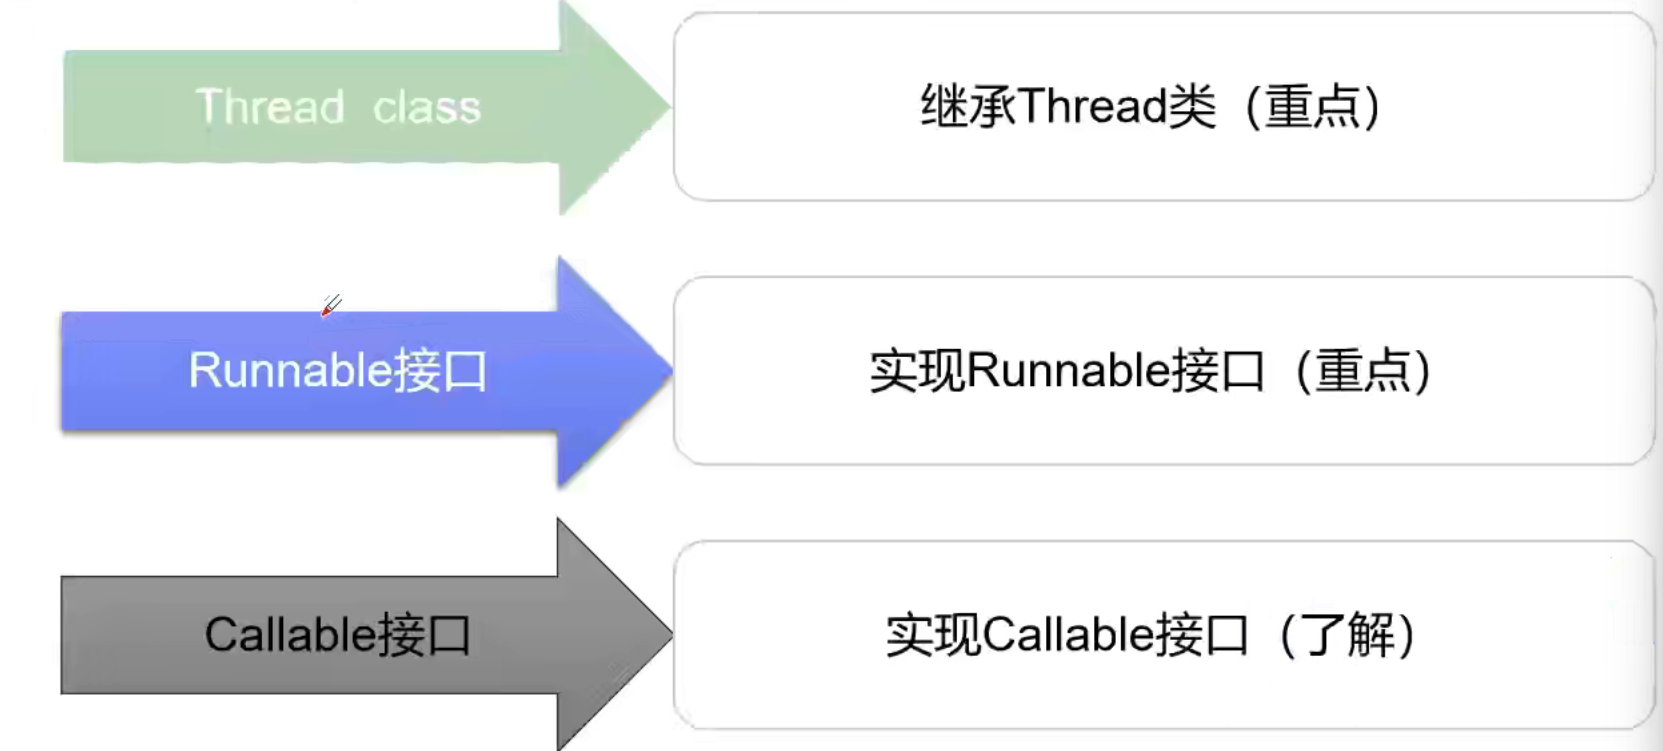 Thread class
继承Thread类（重点）
Runnable接口
实现Runnable接口（重点）
Callable接口
实现Callable接口（了解）